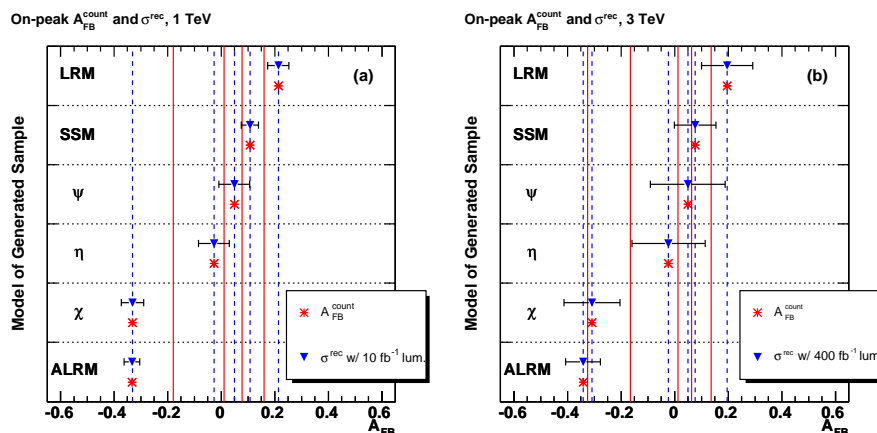 On-peak A_FB^count and σ^rec, 1 TeV
Model of Generated Sample
(a)
LRM
SSM
ψ
η
χ
ALRM
A_FB^count
σ^rec w/ 10 fb^-1 lum.
-0.6 -0.4 -0.2 0 0.2 0.4 0.6
A_FB
On-peak A_FB^count and σ^rec, 3 TeV
Model of Generated Sample
(b)
LRM
SSM
ψ
η
χ
ALRM
A_FB^count
σ^rec w/ 400 fb^-1 lum.
-0.6 -0.4 -0.2 0 0.2 0.4 0.6
A_FB